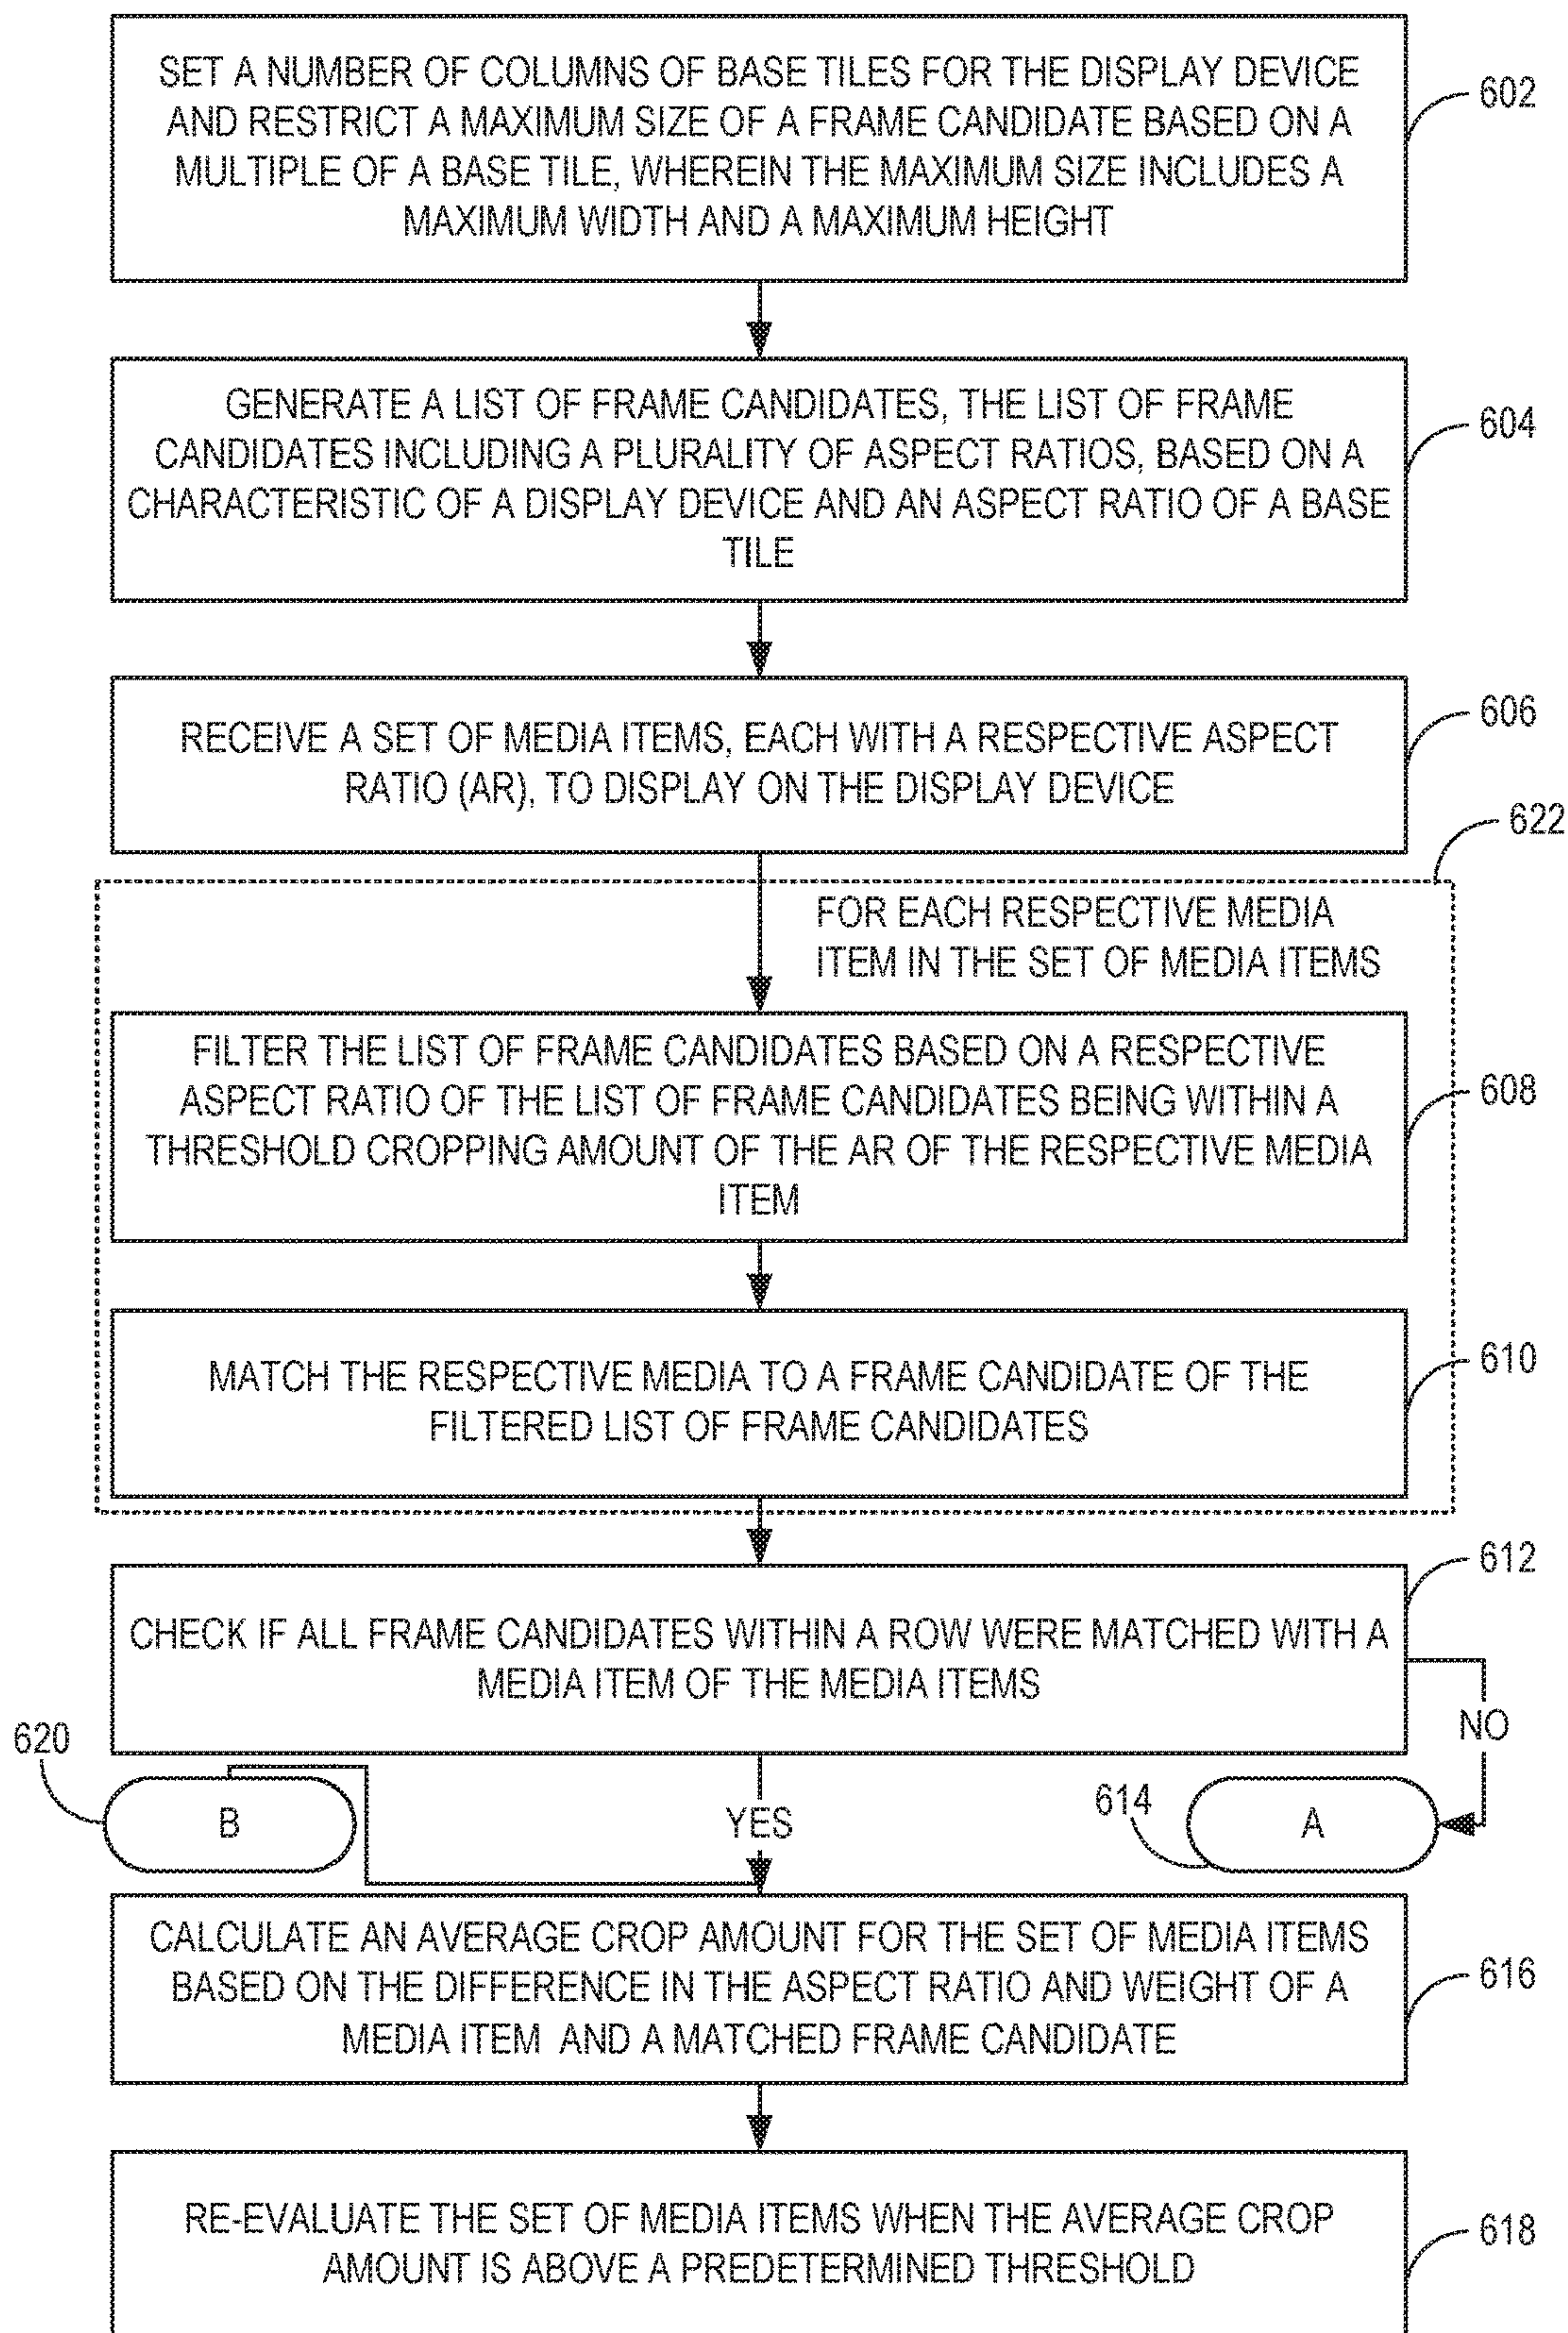 SET A NUMBER OF COLUMNS OF BASE TILES FOR THE DISPLAY DEVICE
AND RESTRICT A MAXIMUM SIZE OF A FRAME CANDIDATE BASED ON A
MULTIPLE OF A BASE TILE, WHEREIN THE MAXIMUM SIZE INCLUDES A
MAXIMUM WIDTH AND A MAXIMUM HEIGHT
602
GENERATE A LIST OF FRAME CANDIDATES, THE LIST OF FRAME
CANDIDATES INCLUDING A PLURALITY OF ASPECT RATIOS, BASED ON A
CHARACTERISTIC OF A DISPLAY DEVICE AND AN ASPECT RATIO OF A BASE
TILE
604
RECEIVE A SET OF MEDIA ITEMS, EACH WITH A RESPECTIVE ASPECT
RATIO (AR), TO DISPLAY ON THE DISPLAY DEVICE
606
622
FOR EACH RESPECTIVE MEDIA
ITEM IN THE SET OF MEDIA ITEMS
FILTER THE LIST OF FRAME CANDIDATES BASED ON A RESPECTIVE
ASPECT RATIO OF THE LIST OF FRAME CANDIDATES BEING WITHIN A
THRESHOLD CROPPING AMOUNT OF THE AR OF THE RESPECTIVE MEDIA
ITEM
608
MATCH THE RESPECTIVE MEDIA TO A FRAME CANDIDATE OF THE
FILTERED LIST OF FRAME CANDIDATES
610
CHECK IF ALL FRAME CANDIDATES WITHIN A ROW WERE MATCHED WITH A
MEDIA ITEM OF THE MEDIA ITEMS
612
NO
620
B
YES
614
A
CALCULATE AN AVERAGE CROP AMOUNT FOR THE SET OF MEDIA ITEMS
BASED ON THE DIFFERENCE IN THE ASPECT RATIO AND WEIGHT OF A
MEDIA ITEM AND A MATCHED FRAME CANDIDATE
616
RE-EVALUATE THE SET OF MEDIA ITEMS WHEN THE AVERAGE CROP
AMOUNT IS ABOVE A PREDETERMINED THRESHOLD
618